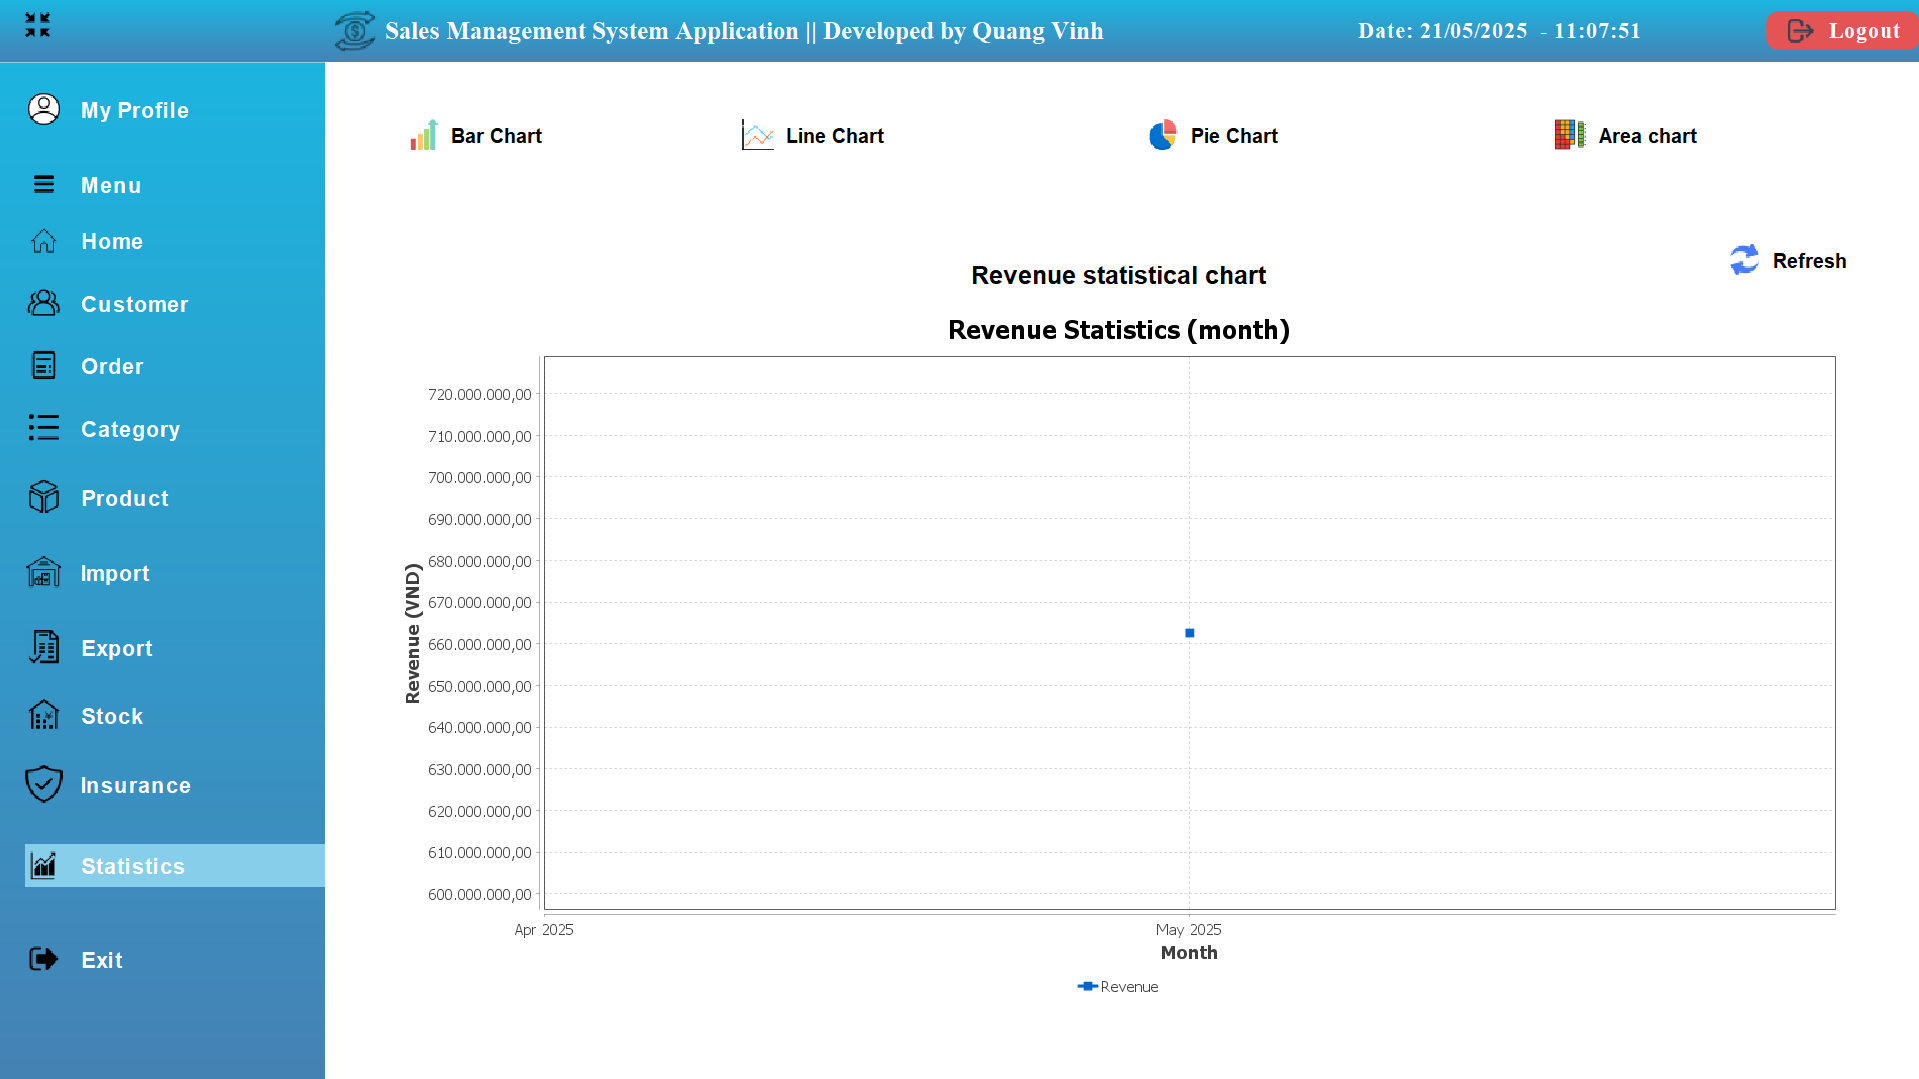 Sales Management System Application || Developed by Quang Vinh
Date: 21/05/2025 - 11:07:51
Logout
My Profile
Menu
Home
Customer
Order
Category
Product
Import
Export
Stock
Insurance
Statistics
Exit
Bar Chart
Line Chart
Pie Chart
Area chart
Refresh
Revenue statistical chart
Revenue Statistics (month)
Revenue (VND)
720.000.000,00
710.000.000,00
700.000.000,00
690.000.000,00
680.000.000,00
670.000.000,00
660.000.000,00
650.000.000,00
640.000.000,00
630.000.000,00
620.000.000,00
610.000.000,00
600.000.000,00
Apr 2025
May 2025
Month
Revenue